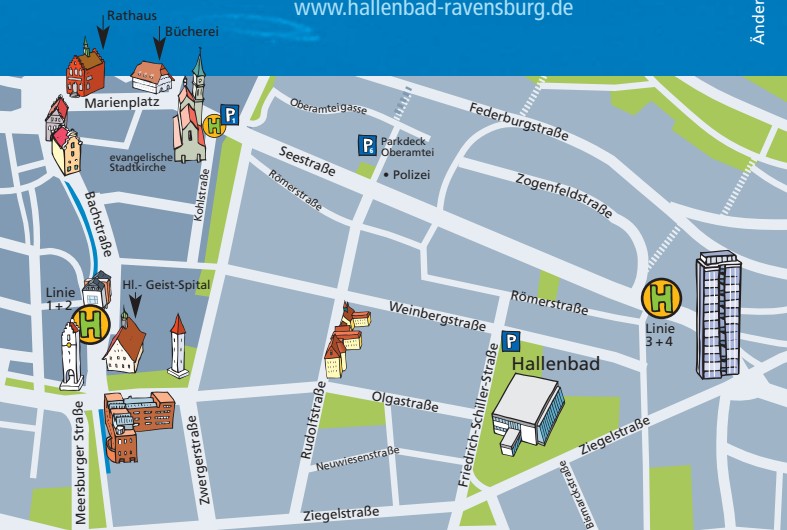 www.hallenbad-ravensburg.de
Änder
Rathaus
Bücherei
Marienplatz
evangelische
Stadtkirche
H
P1
Oberamteigasse
Federburgstraße
P6 Parkdeck
Oberamtei
• Polizei
Seestraße
Römerstraße
Zogenfeldstraße
Kohlstraße
Bachstraße
Linie
1+2
H
Hl.- Geist-Spital
Weinbergstraße
Römerstraße
H
Linie
3+4
P
Hallenbad
Friedrich-Schiller-Straße
Olgastraße
Rudolfstraße
Neuwiesenstraße
Meersburger Straße
Zwergerstraße
Ziegelstraße
Ziegelstraße
Bismarckstraße